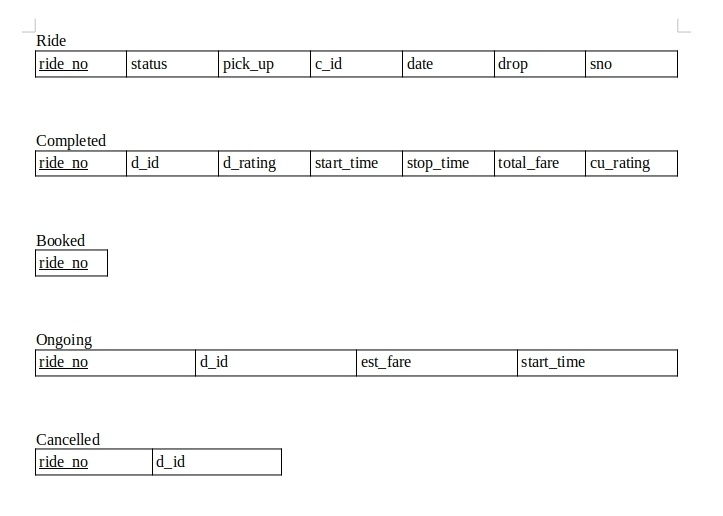 Ride
ride_no status pick_up c_id date drop sno
Completed
ride_no d_id d_rating start_time stop_time total_fare cu_rating
Booked
ride_no
Ongoing
ride_no d_id est_fare start_time
Cancelled
ride_no d_id